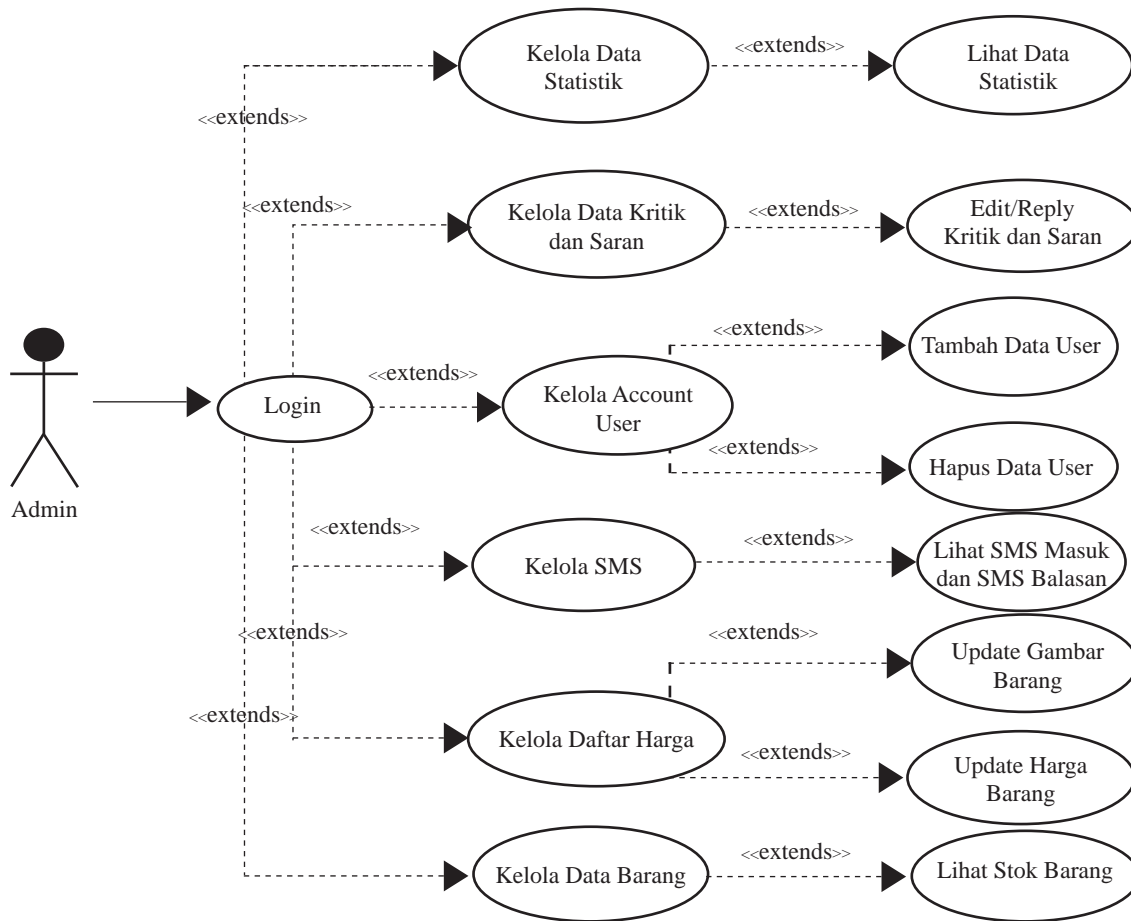 Kelola Data
Statistik
<<extends>>
Lihat Data
Statistik
<<extends>>
<<extends>>
Kelola Data Kritik
dan Saran
<<extends>>
Edit/Reply
Kritik dan Saran
<<extends>>
Tambah Data User
Login
<<extends>>
Kelola Account
User
<<extends>>
Hapus Data User
Admin
<<extends>>
Kelola SMS
<<extends>>
Lihat SMS Masuk
dan SMS Balasan
<<extends>>
<<extends>>
Update Gambar
Barang
<<extends>>
Kelola Daftar Harga
<<extends>>
Update Harga
Barang
Kelola Data Barang
<<extends>>
Lihat Stok Barang